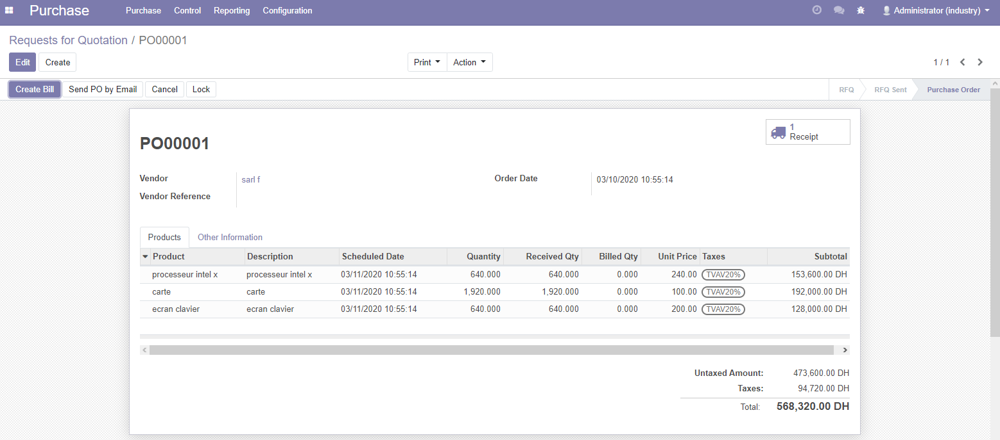 Purchase Purchase Control Reporting Configuration Administrator (industry)
Requests for Quotation / PO00001
Edit Create Print Action 1 / 1
Create Bill Send PO by Email Cancel Lock RFQ RFQ Sent Purchase Order
1
Receipt
PO00001
Vendor sarl f Order Date 03/10/2020 10:55:14
Vendor Reference
Products Other Information
Product Description Scheduled Date Quantity Received Qty Billed Qty Unit Price Taxes Subtotal
processeur intel x processeur intel x 03/11/2020 10:55:14 640.000 640.000 0.000 240.00 TVAV20% 153,600.00 DH
carte carte 03/11/2020 10:55:14 1,920.000 1,920.000 0.000 100.00 TVAV20% 192,000.00 DH
ecran clavier ecran clavier 03/11/2020 10:55:14 640.000 640.000 0.000 200.00 TVAV20% 128,000.00 DH
Untaxed Amount: 473,600.00 DH
Taxes: 94,720.00 DH
Total: 568,320.00 DH